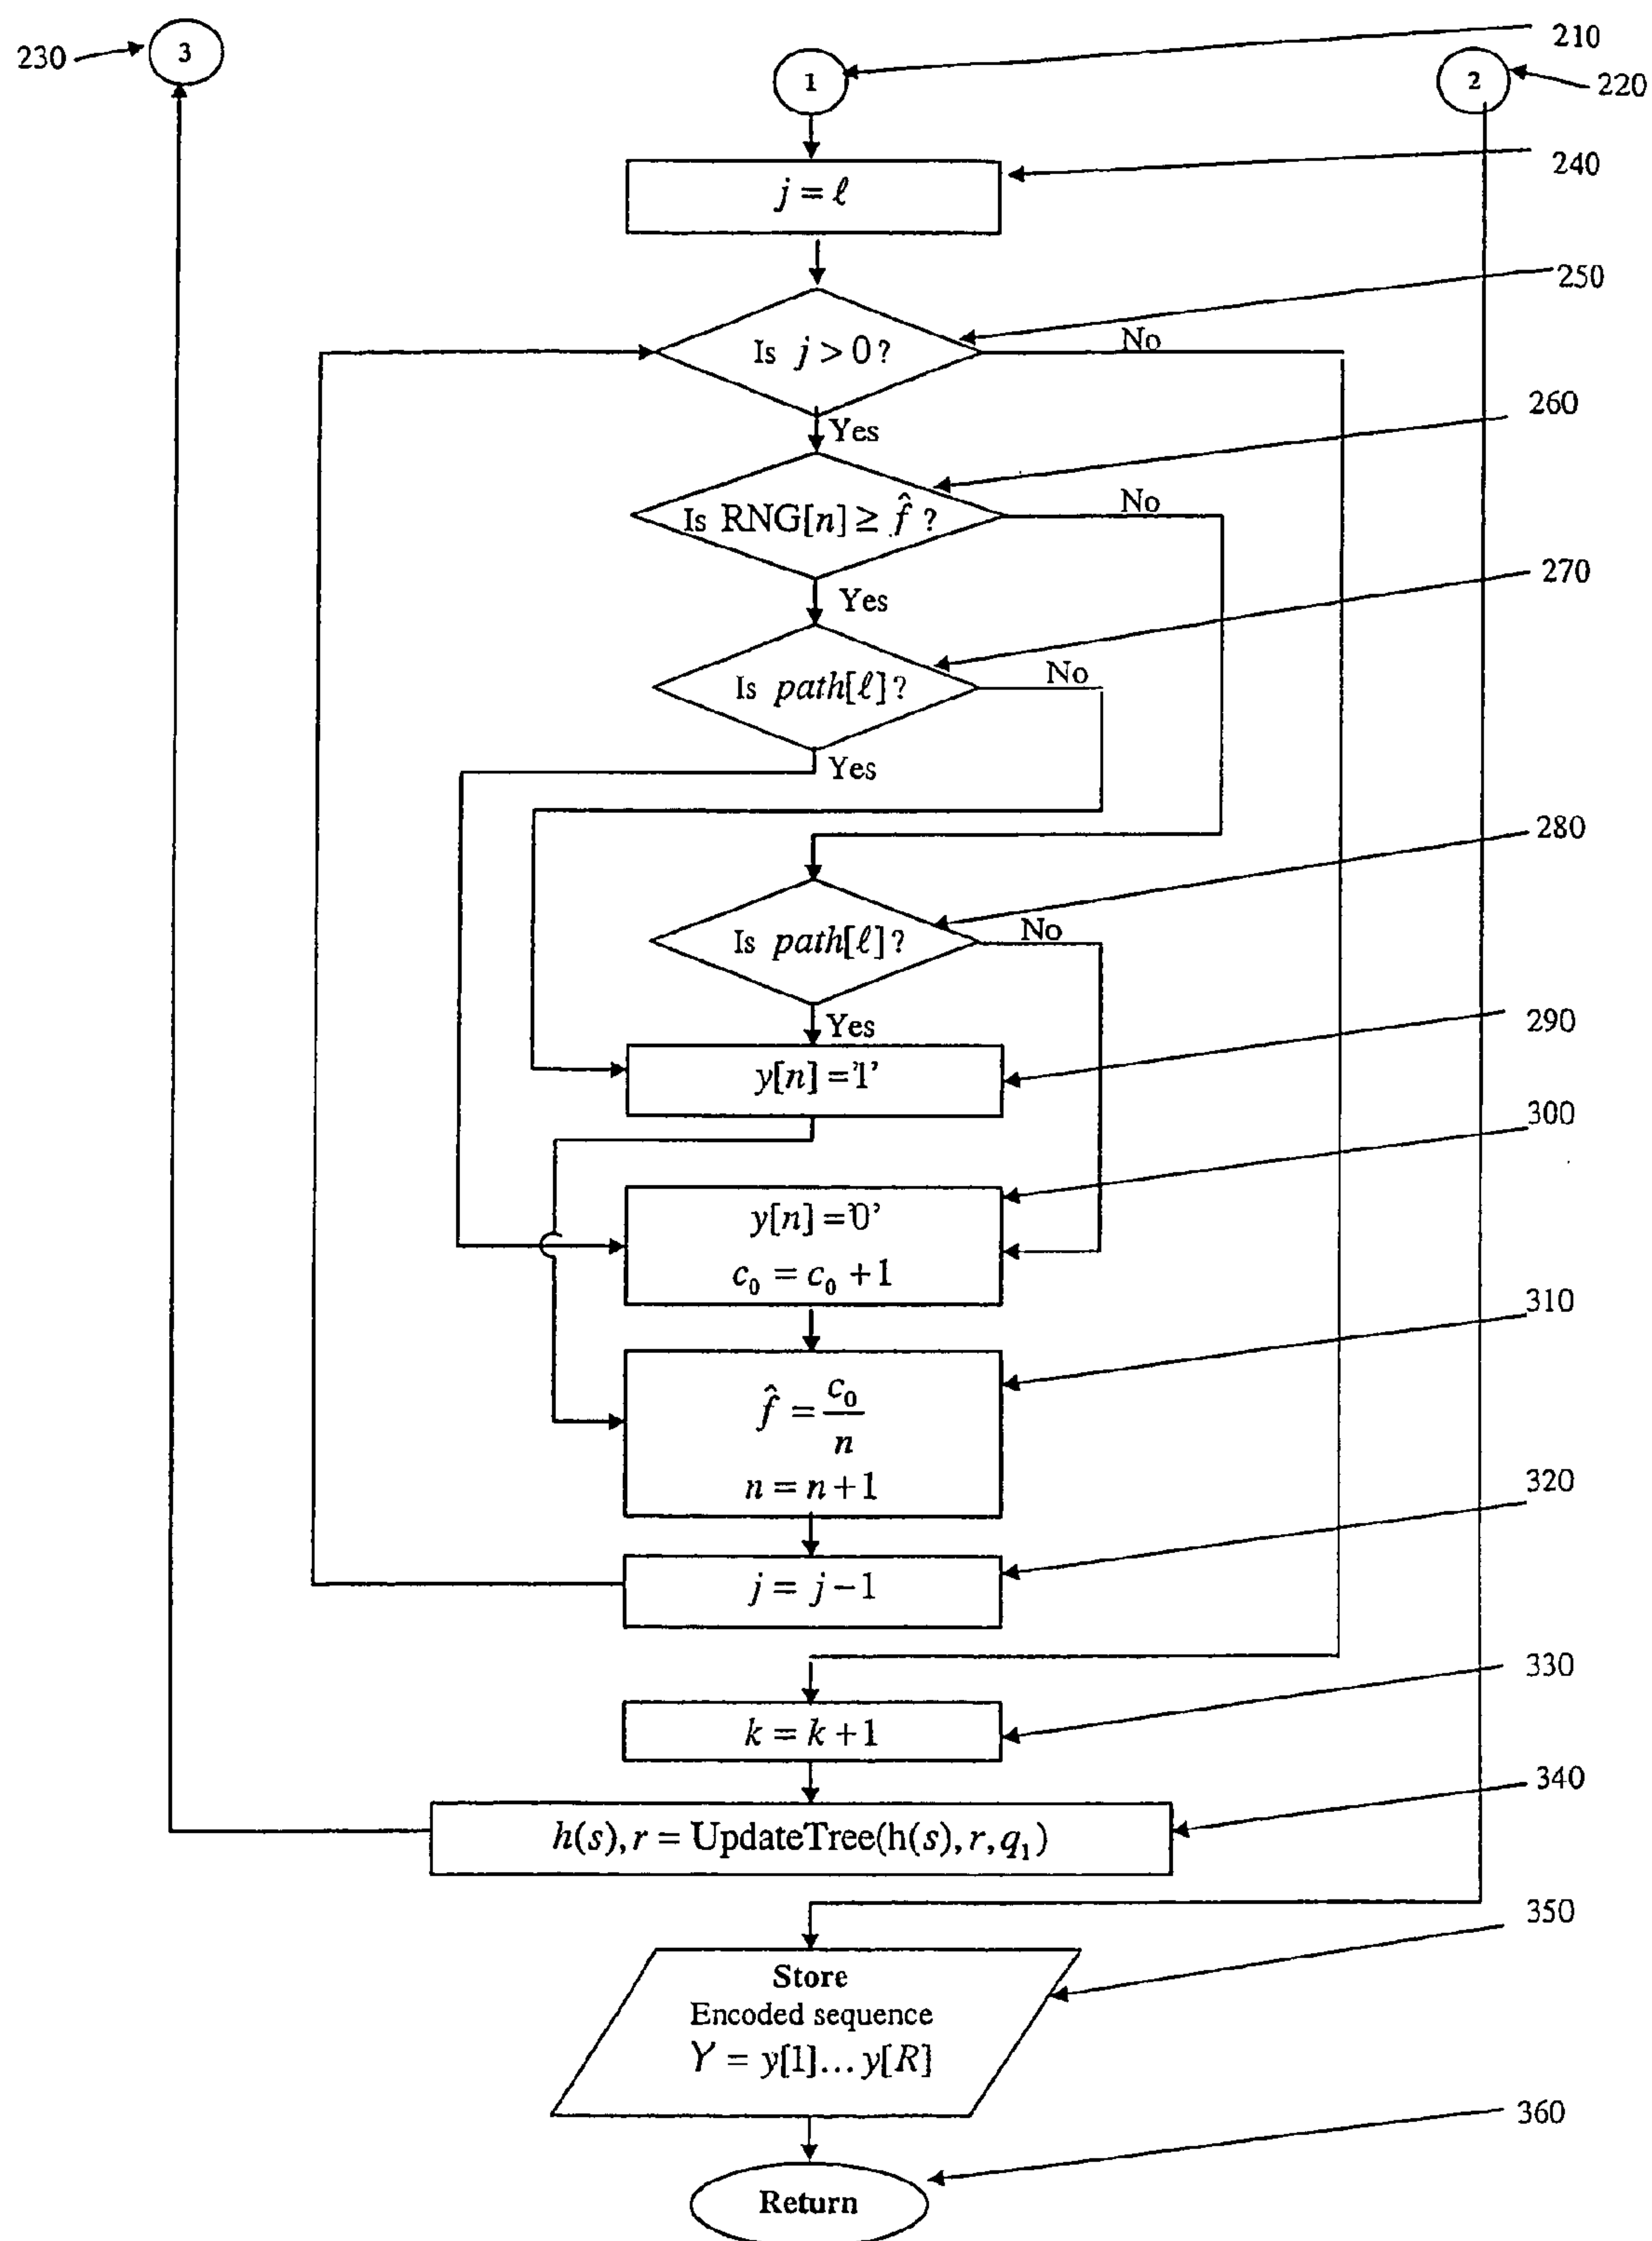 230
3
1
210
2
220
j = ℓ
240
250
Is j > 0?
No
Yes
260
Is RNG[n] ≥ f̂ ?
No
Yes
270
Is path[ℓ]?
No
Yes
280
Is path[ℓ]?
No
Yes
290
y[n] ='1'
300
y[n] ='0'
c₀ = c₀ +1
310
f̂ = c₀/n
n = n+1
320
j = j−1
330
k = k +1
340
h(s), r = UpdateTree(h(s), r, q₁)
350
Store
Encoded sequence
Y = y[1]... y[R]
360
Return